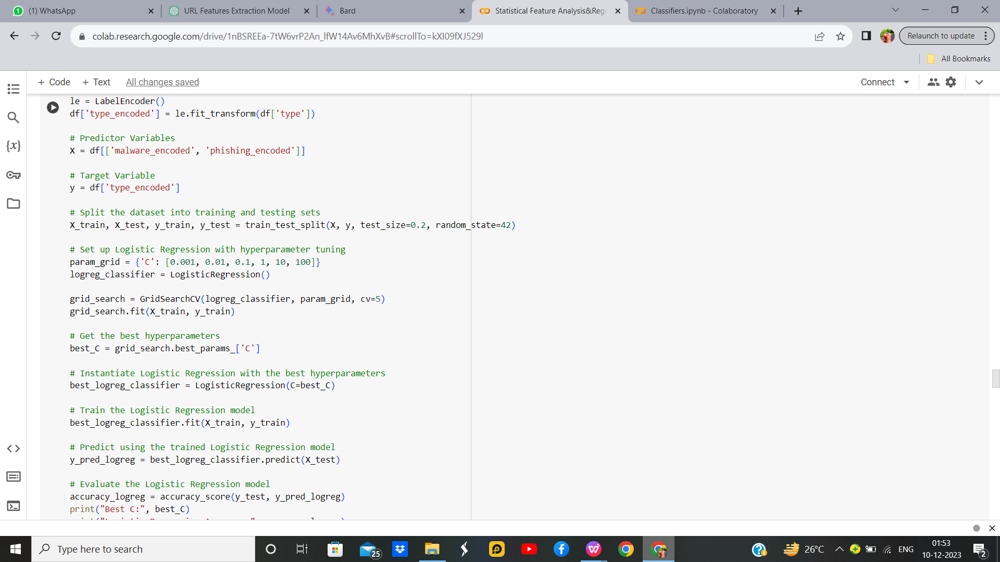 (1) WhatsApp
URL Features Extraction Model
Bard
Statistical Feature Analysis&Reg
Classifiers.ipynb - Colaboratory
colab.research.google.com/drive/1nBSREEa-7tW6vrP2An_lfW14Av6MhXvB#scrollTo=kXI09fXJ529l
Relaunch to update
All Bookmarks
+ Code + Text All changes saved
Connect
le = LabelEncoder()
df['type_encoded'] = le.fit_transform(df['type'])
# Predictor Variables
X = df[['malware_encoded', 'phishing_encoded']]
# Target Variable
y = df['type_encoded']
# Split the dataset into training and testing sets
X_train, X_test, y_train, y_test = train_test_split(X, y, test_size=0.2, random_state=42)
# Set up Logistic Regression with hyperparameter tuning
param_grid = {'C': [0.001, 0.01, 0.1, 1, 10, 100]}
logreg_classifier = LogisticRegression()
grid_search = GridSearchCV(logreg_classifier, param_grid, cv=5)
grid_search.fit(X_train, y_train)
# Get the best hyperparameters
best_C = grid_search.best_params_['C']
# Instantiate Logistic Regression with the best hyperparameters
best_logreg_classifier = LogisticRegression(C=best_C)
# Train the Logistic Regression model
best_logreg_classifier.fit(X_train, y_train)
# Predict using the trained Logistic Regression model
y_pred_logreg = best_logreg_classifier.predict(X_test)
# Evaluate the Logistic Regression model
accuracy_logreg = accuracy_score(y_test, y_pred_logreg)
print("Best C:", best_C)
Type here to search
25
26°C
ENG
01:53
10-12-2023
2